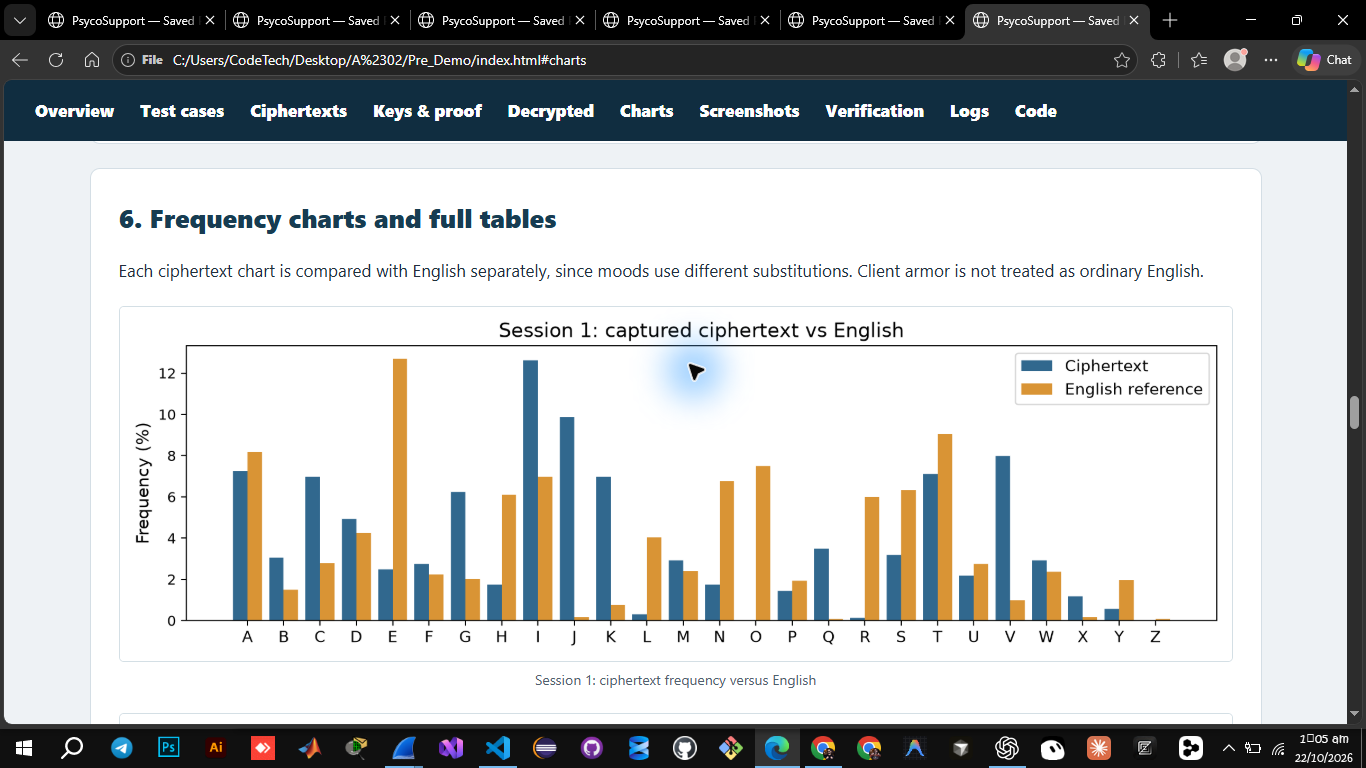 PsycoSupport — Saved
PsycoSupport — Saved
PsycoSupport — Saved
PsycoSupport — Saved
PsycoSupport — Saved
PsycoSupport — Saved
File C:/Users/CodeTech/Desktop/A%2302/Pre_Demo/index.html#charts
Chat
Overview Test cases Ciphertexts Keys & proof Decrypted Charts Screenshots Verification Logs Code
6. Frequency charts and full tables
Each ciphertext chart is compared with English separately, since moods use different substitutions. Client armor is not treated as ordinary English.
Session 1: captured ciphertext vs English
Ciphertext
English reference
Frequency (%)
12
10
8
6
4
2
0
A B C D E F G H I J K L M N O P Q R S T U V W X Y Z
Session 1: ciphertext frequency versus English
Ps
Ai
22/10/2026